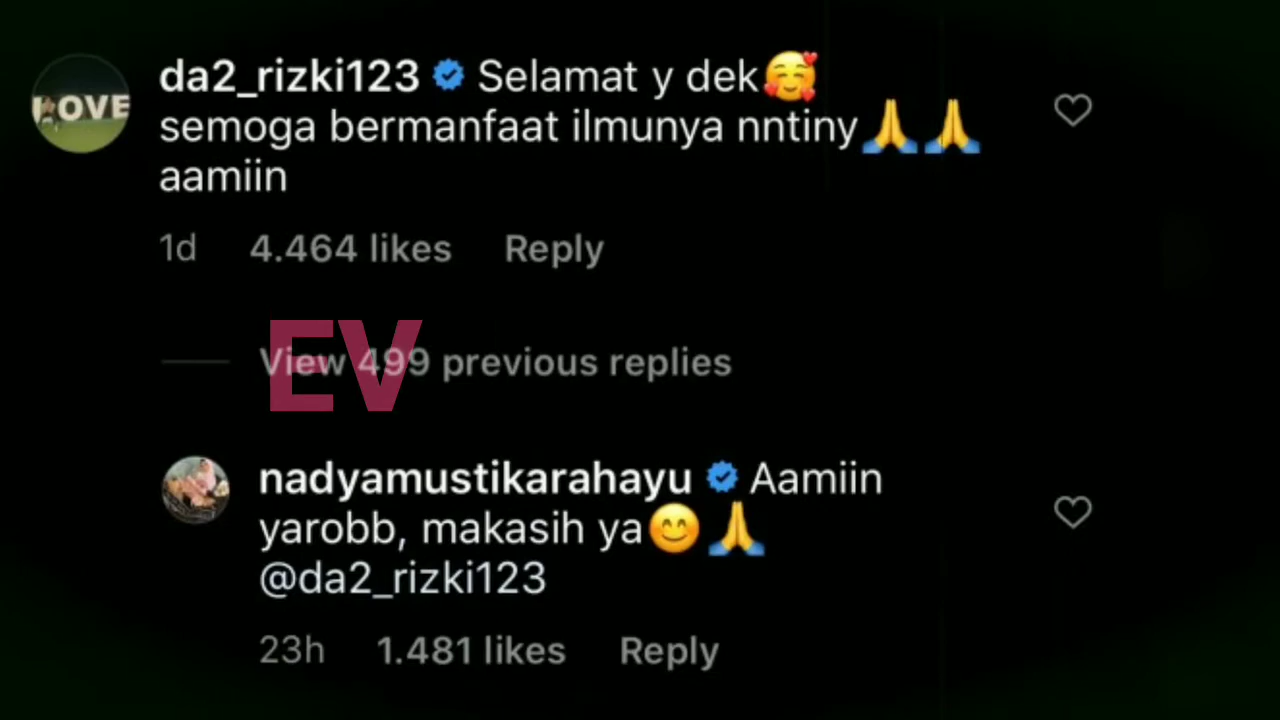 da2_rizki123 Selamat y dek🥰
semoga bermanfaat ilmunya nntiny🙏🙏
aamiin
1d 4.464 likes Reply
EV
View 499 previous replies
nadyamustikarahayu Aamiin
yarobb, makasih ya😊🙏
@da2_rizki123
23h 1.481 likes Reply